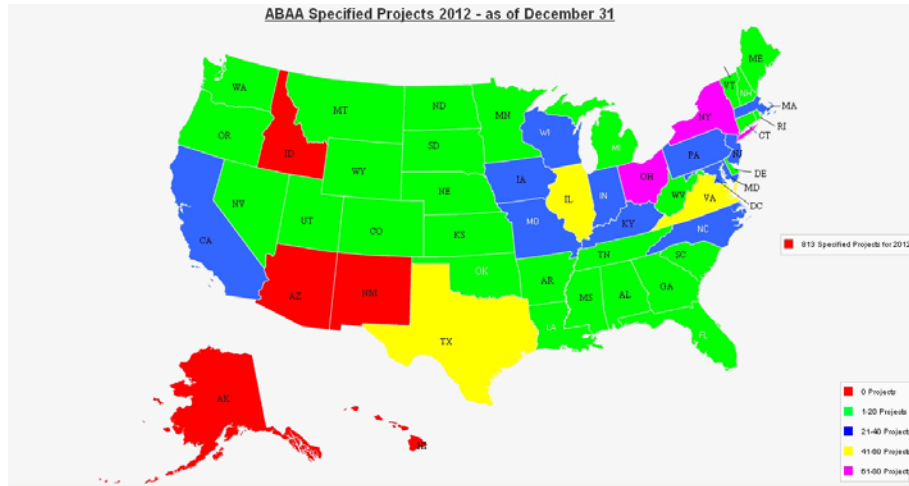 ABAA Specified Projects 2012 - as of December 31
WA
MT
ND
MN
ME
VT
NH
MA
OR
ID
SD
WI
MI
NY
RI
CT
WY
NE
IA
PA
NJ
DE
MD
DC
NV
UT
CO
KS
IL
IN
OH
WV
VA
CA
MO
KY
NC
813 Specified Projects for 2012
AZ
NM
OK
AR
TN
SC
MS
AL
GA
TX
LA
FL
AK
HI
0 Projects
1-20 Projects
21-40 Projects
41-60 Projects
61-80 Projects